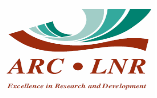 ARC • LNR
Excellence in Research and Development